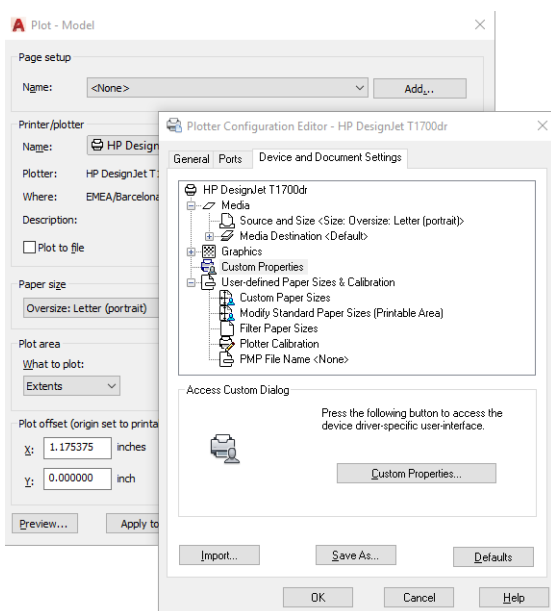 Plot - Model
Page setup
Name:
<None>
Add...
Printer/plotter
Name:
HP Design
Plotter:
HP DesignJet T1
Where:
EMEA/Barcelona
Description:
Plot to file
Paper size
Oversize: Letter (portrait)
Plot area
What to plot:
Extents
Plot offset (origin set to printa
X:
1.175375
inches
Y:
0.000000
inch
Preview...
Apply to
Plotter Configuration Editor - HP DesignJet T1700dr
General
Ports
Device and Document Settings
HP DesignJet T1700dr
Media
Source and Size <Size: Oversize: Letter (portrait)>
Media Destination <Default>
Graphics
Custom Properties
User-defined Paper Sizes & Calibration
Custom Paper Sizes
Modify Standard Paper Sizes (Printable Area)
Filter Paper Sizes
Plotter Calibration
PMP File Name <None>
Access Custom Dialog
Press the following button to access the
device driver-specific user-interface.
Custom Properties...
Import...
Save As...
Defaults
OK
Cancel
Help